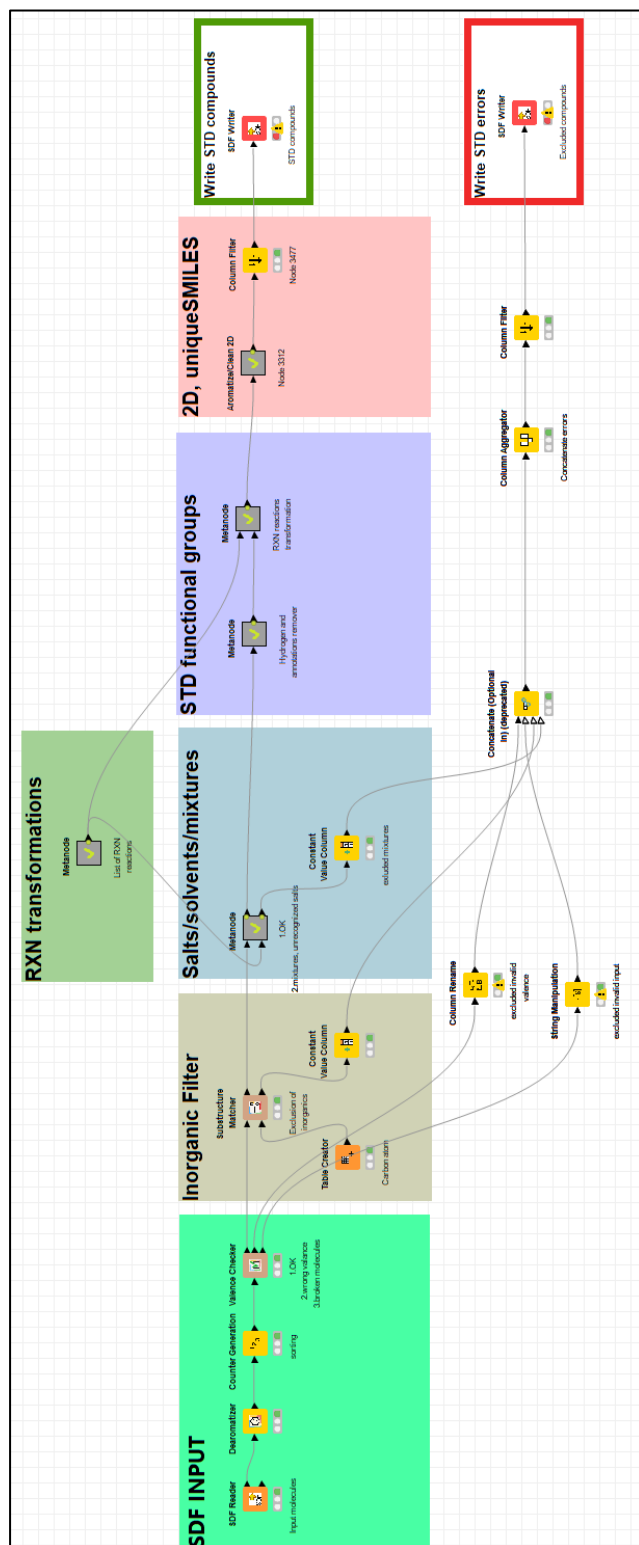 RXN transformations
Metanode
List of RXN
reactions
SDF INPUT
SDF Reader
Input molecules
Dearomatizer
Counter Generation
sorting
Valence Checker
1.OK
2.wrong valance
3.broken molecules
Inorganic Filter
Substructure
Matcher
Exclusion of
inorganics
Table Creator
Carbon atom
Constant
Value Column
Salts/solvents/mixtures
Metanode
1.OK
2.mixtures, unrecognized salts
Constant
Value Column
exluded mixtures
STD functional groups
Metanode
Hydrogen and
annotations remover
Metanode
RXN reactions
transformation
2D, uniqueSMILES
Aromatize/Clean 2D
Node 3312
Column Filter
Node 3477
Write STD compounds
SDF Writer
STD compounds
Column Rename
excluded invalid
valence
String Manipulation
excluded invalid input
Concatenate (Optional
In) (deprecated)
Column Aggregator
Concatenate errors
Column Filter
Write STD errors
SDF Writer
Excluded compounds